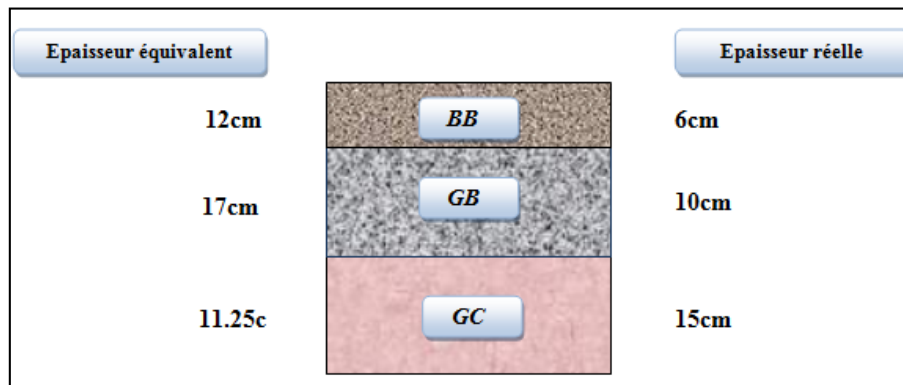 Epaisseur équivalent
Epaisseur réelle
12cm
BB
6cm
17cm
GB
10cm
11.25c
GC
15cm